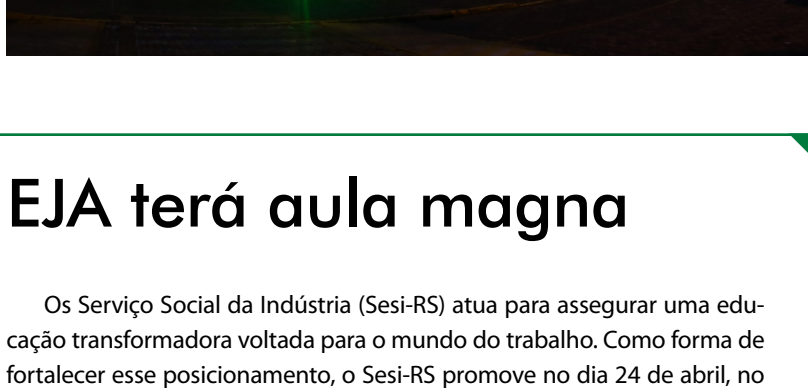 EJA terá aula magna
Os Serviço Social da Indústria (Sesi-RS) atua para assegurar uma edu-
cação transformadora voltada para o mundo do trabalho. Como forma de
fortalecer esse posicionamento, o Sesi-RS promove no dia 24 de abril, no